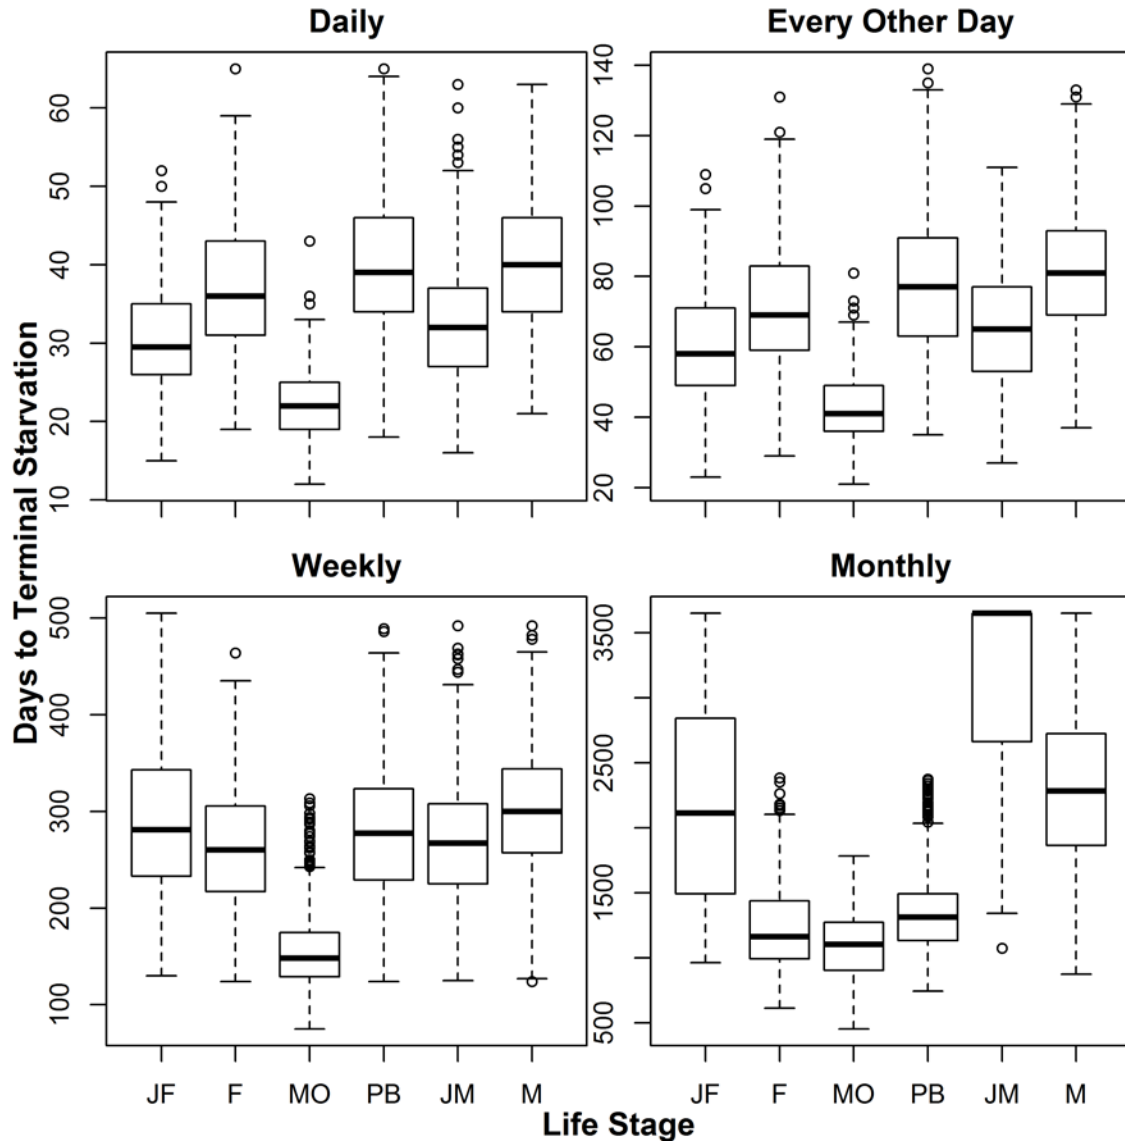 Daily
Every Other Day
Days to Terminal Starvation
10 20 30 40 50 60
20 40 60 80 100 120 140
Weekly
Monthly
100 200 300 400 500
500 1500 2500 3500
JF F MO PB JM M
JF F MO PB JM M
Life Stage